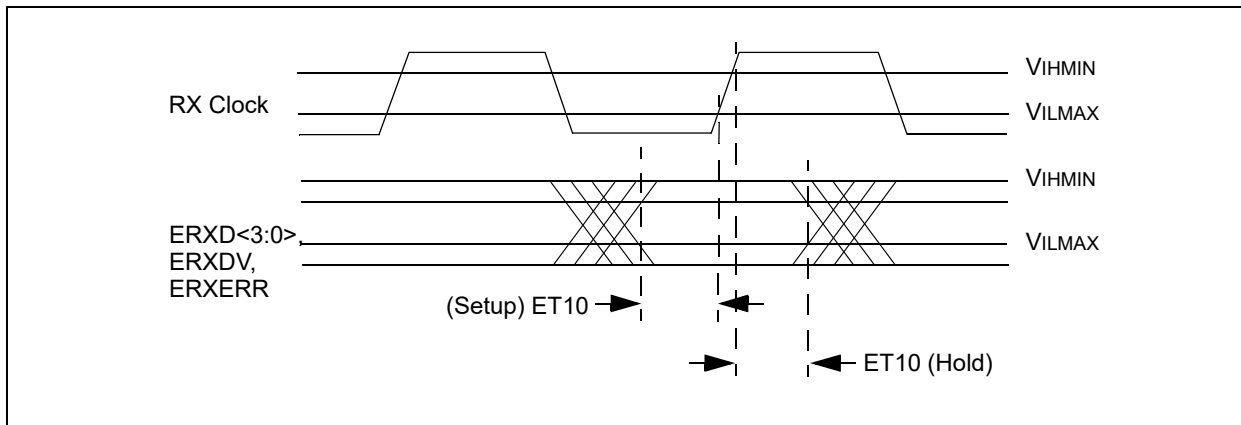 VIHMIN
RX Clock
VILMAX
VIHMIN
ERXD<3:0>,
ERXDV,
ERXERR
VILMAX
(Setup) ET10
ET10 (Hold)